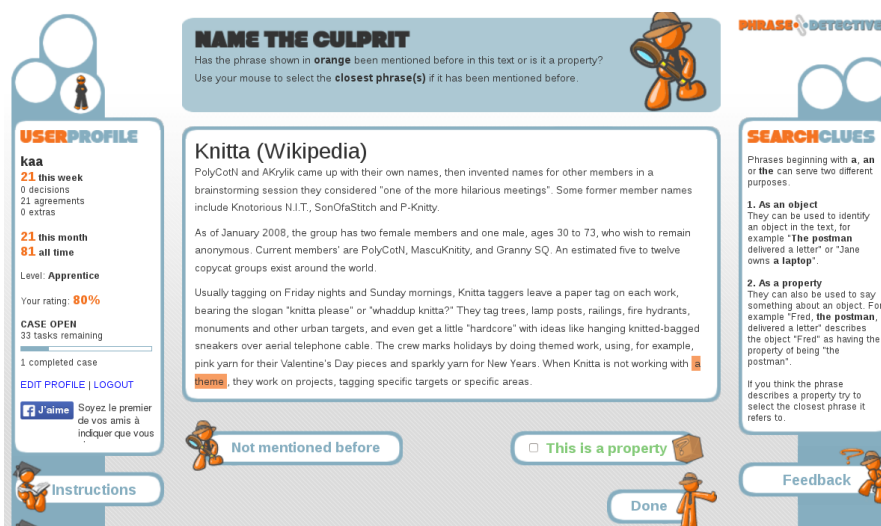 NAME THE CULPRIT
Has the phrase shown in orange been mentioned before in this text or is it a property?
Use your mouse to select the closest phrase(s) if it has been mentioned before.
PHRASE DETECTIVE
USERPROFILE
kaa
21 this week
0 decisions
21 agreements
0 extras
21 this month
81 all time
Level: Apprentice
Your rating: 80%
CASE OPEN
33 tasks remaining
1 completed case
EDIT PROFILE | LOGOUT
J'aime
Soyez le premier
de vos amis à
indiquer que vous
Instructions
Knitta (Wikipedia)
PolyCotN and AKrylik came up with their own names, then invented names for other members in a
brainstorming session they considered "one of the more hilarious meetings". Some former member names
include Knotorious N.I.T., SonOfaStitch and P-Knitty.
As of January 2008, the group has two female members and one male, ages 30 to 73, who wish to remain
anonymous. Current members' are PolyCotN, MascuKnitity, and Granny SQ. An estimated five to twelve
copycat groups exist around the world.
Usually tagging on Friday nights and Sunday mornings, Knitta taggers leave a paper tag on each work,
bearing the slogan "knitta please" or "whaddup knitta?" They tag trees, lamp posts, railings, fire hydrants,
monuments and other urban targets, and even get a little "hardcore" with ideas like hanging knitted-bagged
sneakers over aerial telephone cable. The crew marks holidays by doing themed work, using, for example,
pink yarn for their Valentine's Day pieces and sparkly yarn for New Years. When Knitta is not working with a
theme , they work on projects, tagging specific targets or specific areas.
Not mentioned before
This is a property
Done
SEARCHCLUES
Phrases beginning with a, an
or the can serve two different
purposes.
1. As an object
They can be used to identify
an object in the text, for
example "The postman
delivered a letter" or "Jane
owns a laptop".
2. As a property
They can also be used to say
something about an object. For
example "Fred, the postman,
delivered a letter" describes
the object "Fred" as having the
property of being "the
postman".
If you think the phrase
describes a property try to
select the closest phrase it
refers to.
Feedback